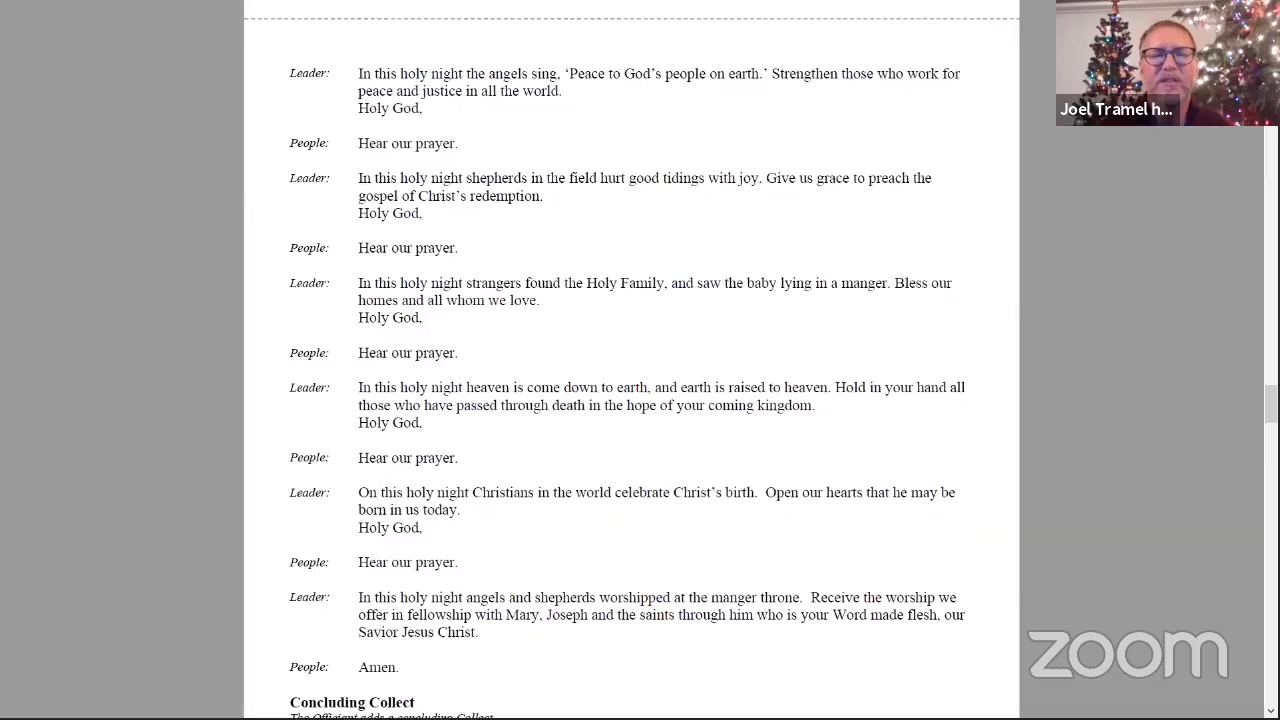 Leader: In this holy night the angels sing, ‘Peace to God’s people on earth.’ Strengthen those who work for
peace and justice in all the world.
Holy God,
People: Hear our prayer.
Leader: In this holy night shepherds in the field hurt good tidings with joy. Give us grace to preach the
gospel of Christ’s redemption.
Holy God,
People: Hear our prayer.
Leader: In this holy night strangers found the Holy Family, and saw the baby lying in a manger. Bless our
homes and all whom we love.
Holy God,
People: Hear our prayer.
Leader: In this holy night heaven is come down to earth, and earth is raised to heaven. Hold in your hand all
those who have passed through death in the hope of your coming kingdom.
Holy God,
People: Hear our prayer.
Leader: On this holy night Christians in the world celebrate Christ’s birth.  Open our hearts that he may be
born in us today.
Holy God,
People: Hear our prayer.
Leader: In this holy night angels and shepherds worshipped at the manger throne.  Receive the worship we
offer in fellowship with Mary, Joseph and the saints through him who is your Word made flesh, our
Savior Jesus Christ.
People: Amen.
Concluding Collect
The Officiant adds a concluding Collect
Joel Tramel h...
zoom